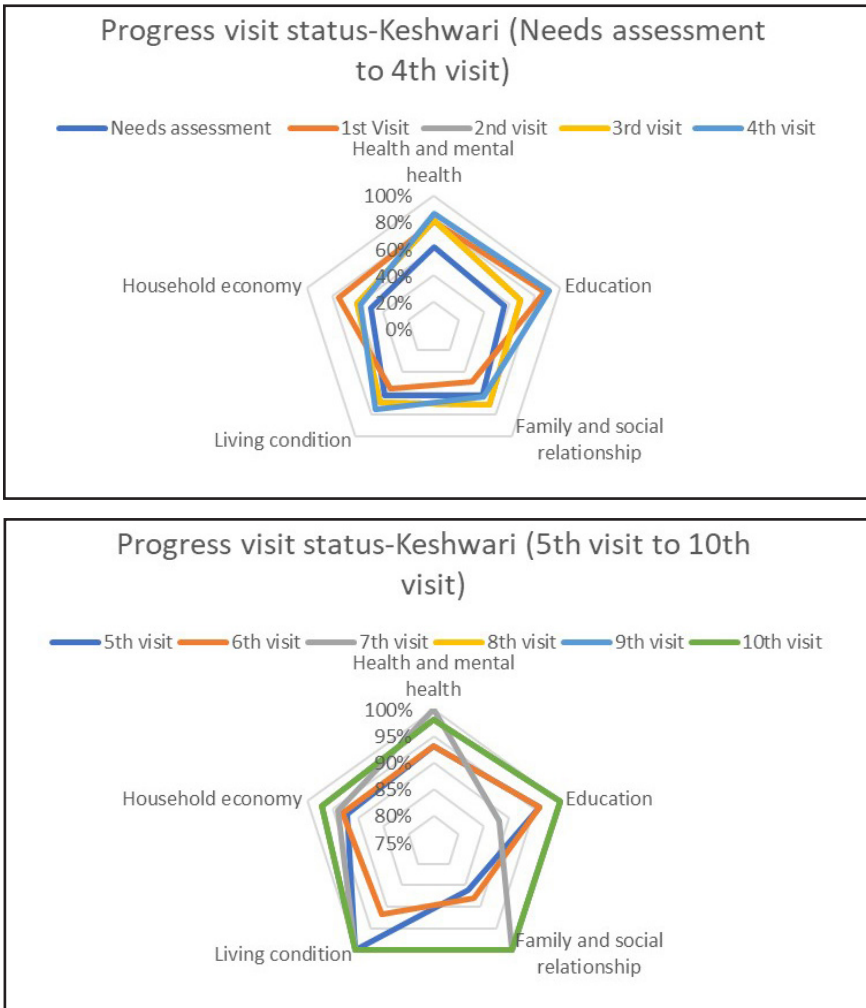 Progress visit status-Keshwari (Needs assessment
to 4th visit)
Needs assessment 1st Visit 2nd visit 3rd visit 4th visit
Health and mental
health
100%
80%
60%
40%
20%
0%
Household economy
Education
Living condition
Family and social
relationship
Progress visit status-Keshwari (5th visit to 10th
visit)
5th visit 6th visit 7th visit 8th visit 9th visit 10th visit
Health and mental
health
100%
95%
90%
85%
80%
75%
Household economy
Education
Living condition
Family and social
relationship